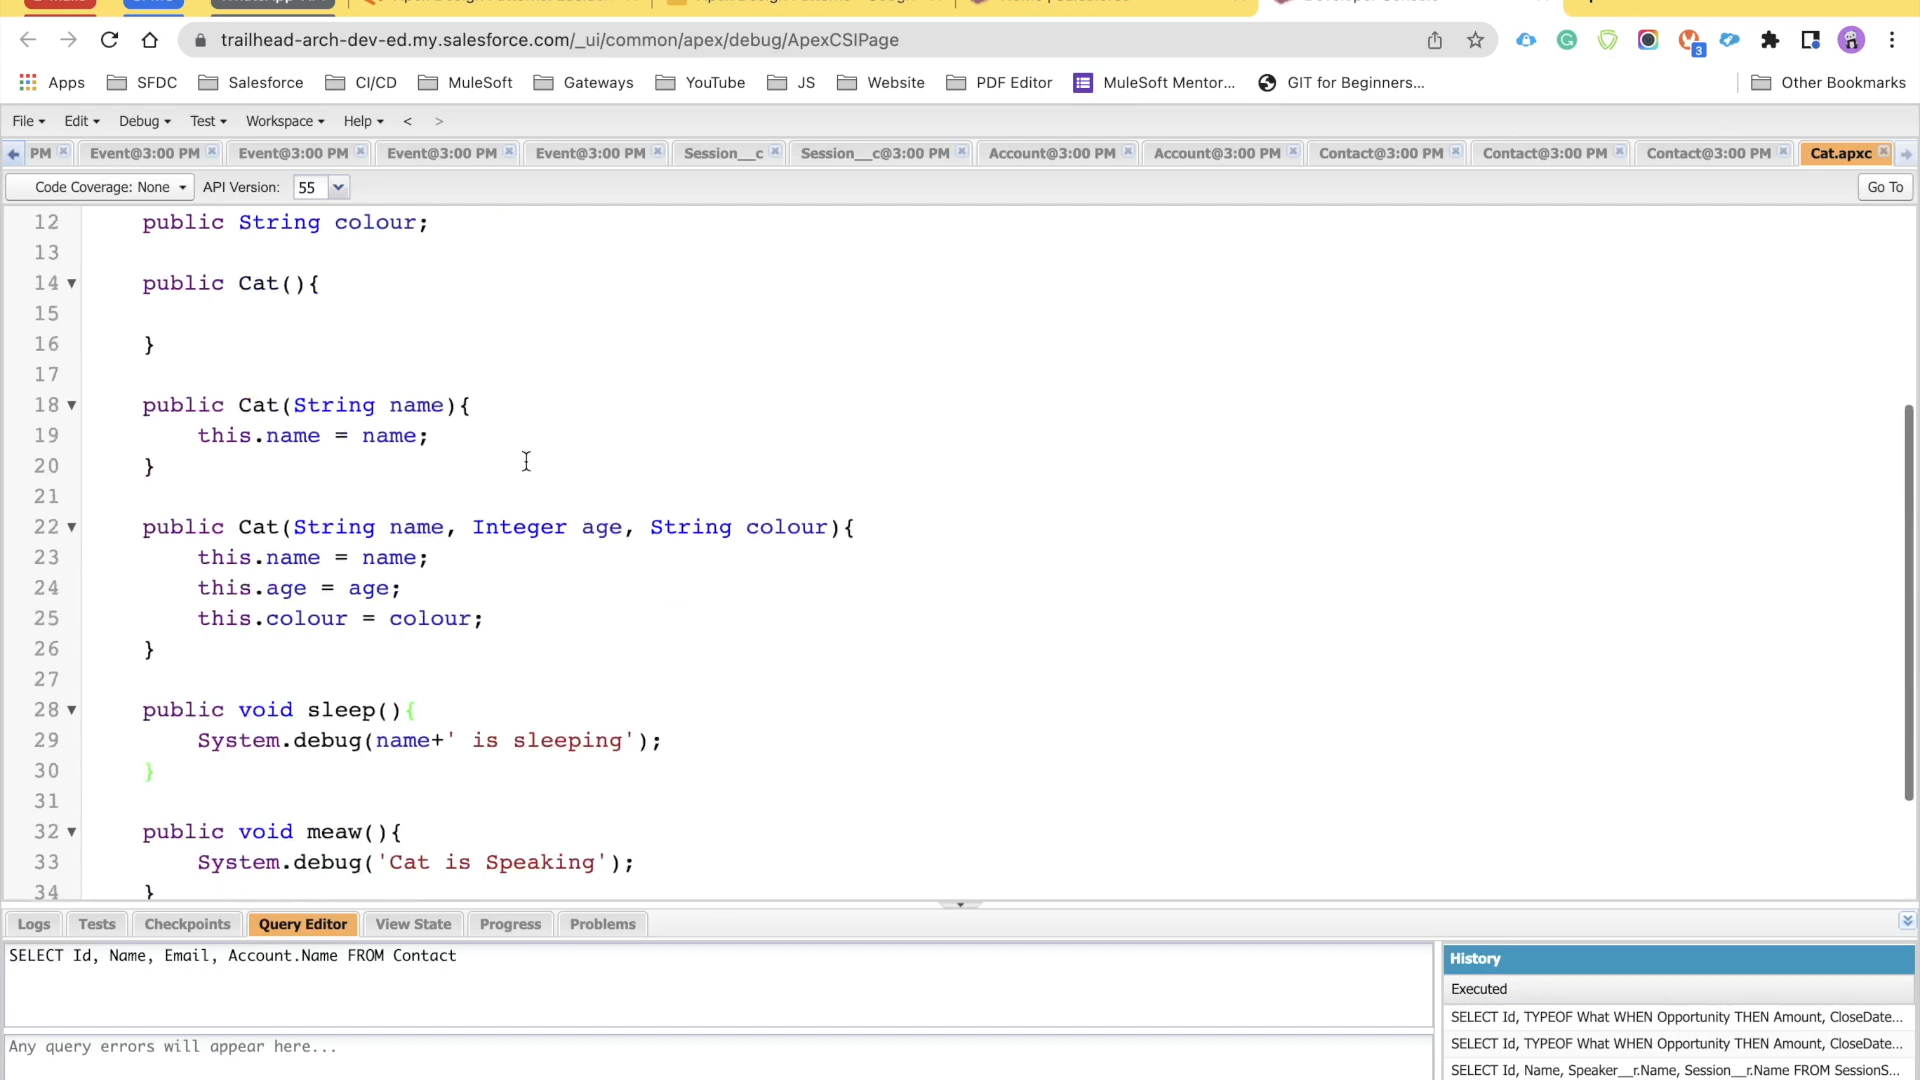 trailhead-arch-dev-ed.my.salesforce.com/_ui/common/apex/debug/ApexCSIPage
3
Apps SFDC Salesforce CI/CD MuleSoft Gateways YouTube JS Website PDF Editor MuleSoft Mentor... GIT for Beginners... Other Bookmarks
File Edit Debug Test Workspace Help < >
PM Event@3:00 PM Event@3:00 PM Event@3:00 PM Event@3:00 PM Session__c Session__c@3:00 PM Account@3:00 PM Account@3:00 PM Contact@3:00 PM Contact@3:00 PM Contact@3:00 PM Cat.apxc
Code Coverage: None API Version: 55 Go To
12 public String colour;
13
14 public Cat(){
15
16 }
17
18 public Cat(String name){
19 this.name = name;
20 }
21
22 public Cat(String name, Integer age, String colour){
23 this.name = name;
24 this.age = age;
25 this.colour = colour;
26 }
27
28 public void sleep(){
29 System.debug(name+' is sleeping');
30 }
31
32 public void meaw(){
33 System.debug('Cat is Speaking');
34 }
Logs Tests Checkpoints Query Editor View State Progress Problems
SELECT Id, Name, Email, Account.Name FROM Contact
Any query errors will appear here...
History
Executed
SELECT Id, TYPEOF What WHEN Opportunity THEN Amount, CloseDate...
SELECT Id, TYPEOF What WHEN Opportunity THEN Amount, CloseDate...
SELECT Id, Name, Speaker__r.Name, Session__r.Name FROM SessionS...